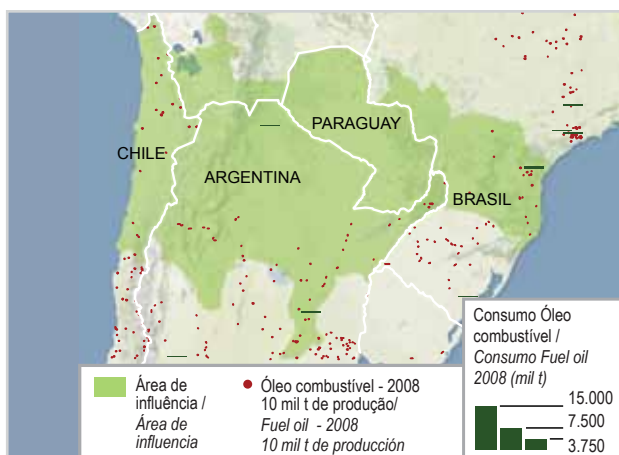 PARAGUAY
CHILE
ARGENTINA
BRASIL
Área de
influência /
Área de
influencia
Óleo combustível - 2008
10 mil t de produção/
Fuel oil - 2008
10 mil t de producción
Consumo Óleo
combustível /
Consumo Fuel oil
2008 (mil t)
15.000
7.500
3.750